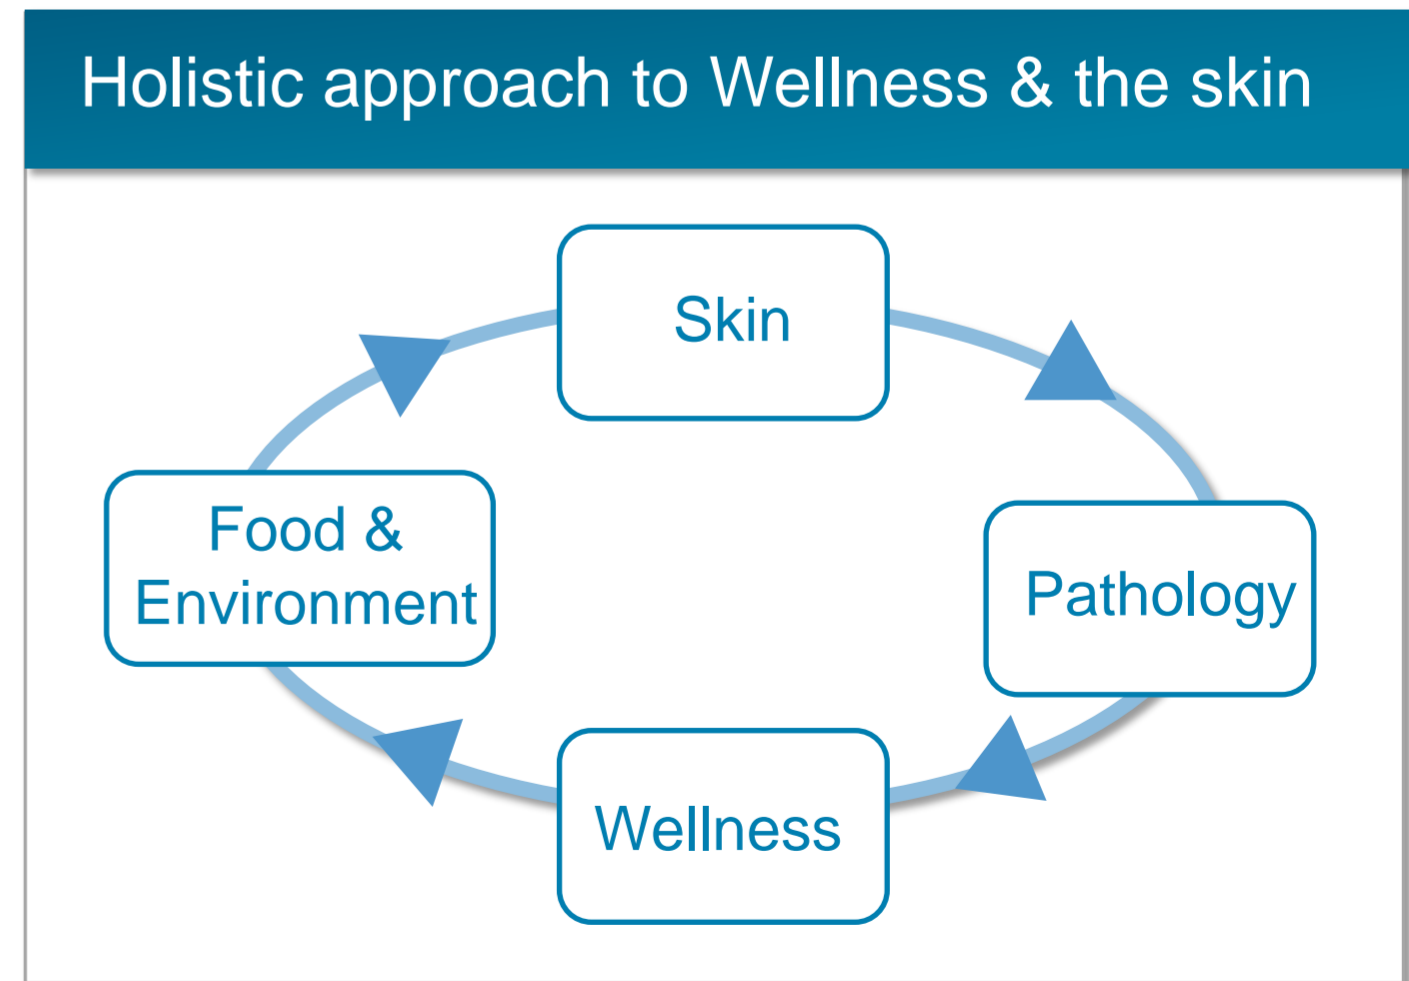 Holistic approach to Wellness & the skin
Skin
Food &
Environment
Pathology
Wellness